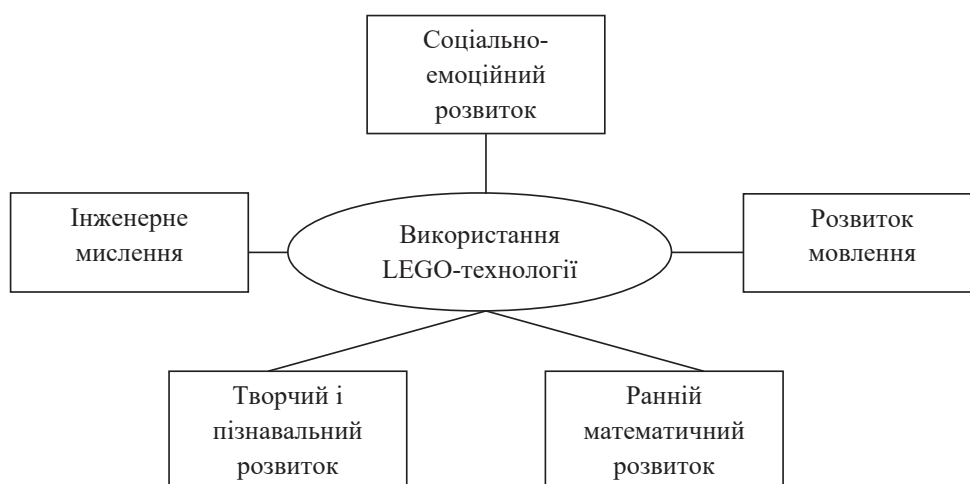 Соціально-
емоційний
розвиток
Інженерне
мислення
Використання
LEGO-технології
Розвиток
мовлення
Творчий і
пізнавальний
розвиток
Ранній
математичний
розвиток